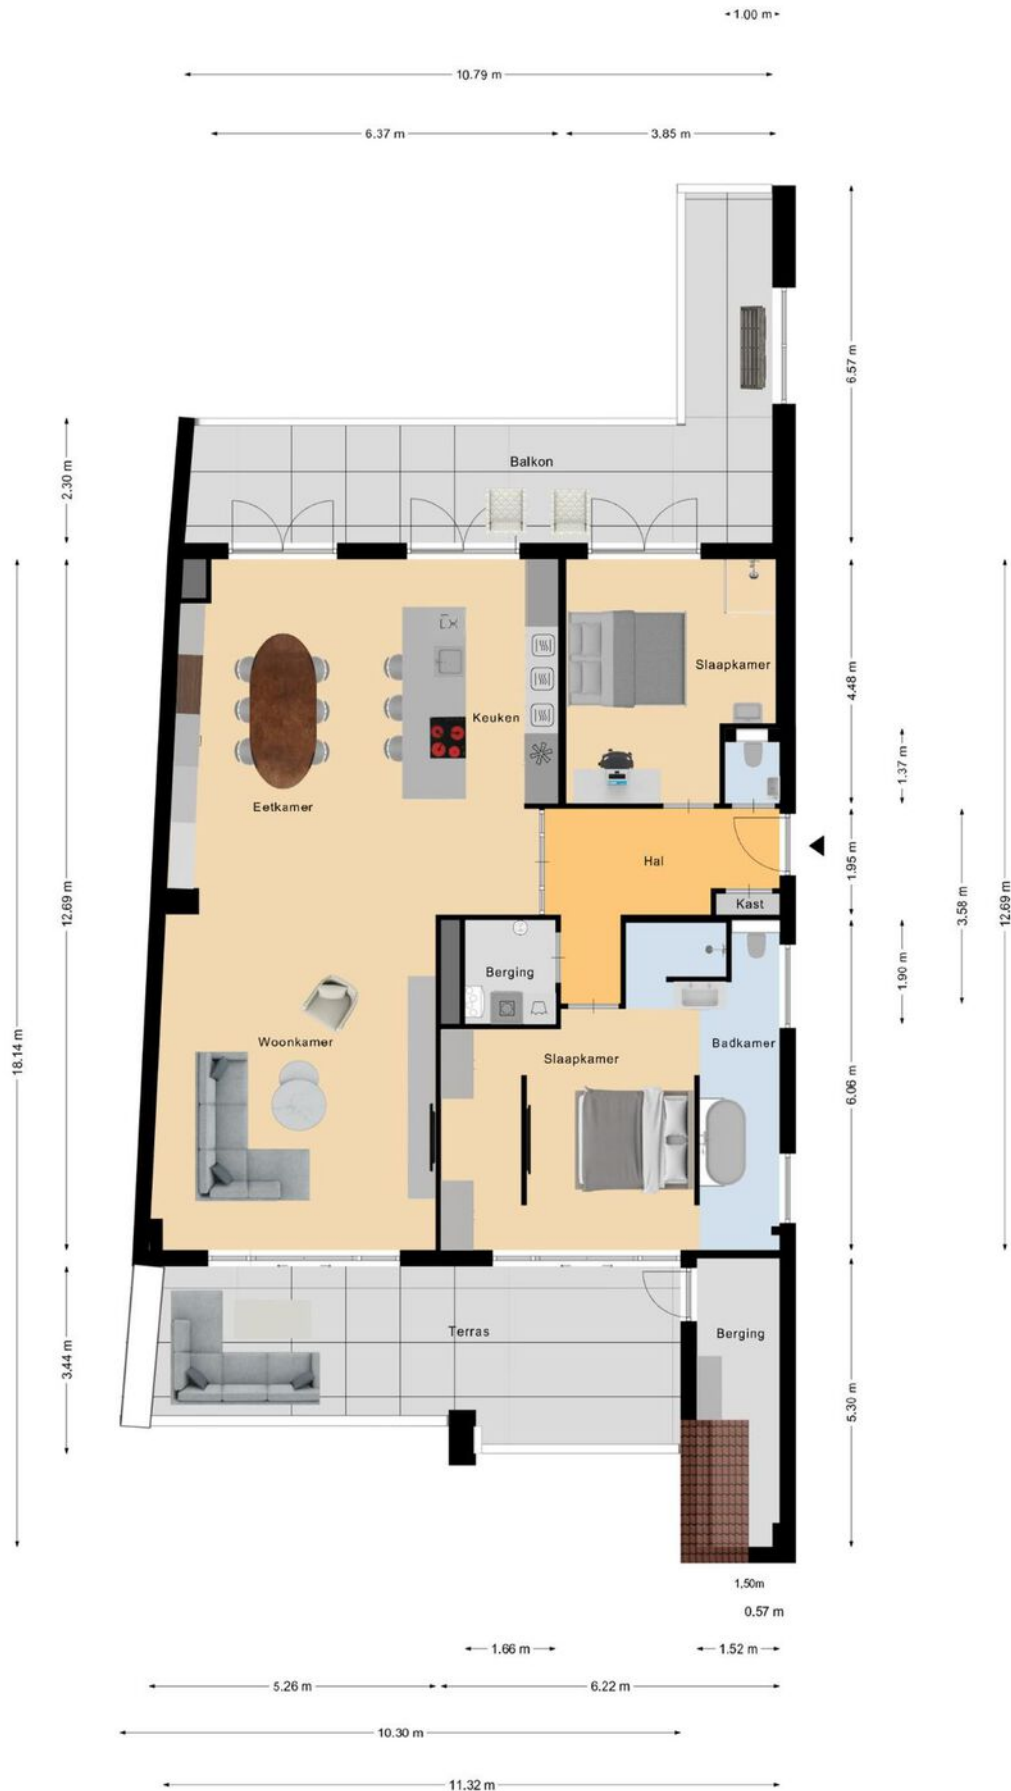 1.00 m
10.79 m
6.37 m
3.85 m
6.57 m
2.30 m
Balkon
Slaapkamer
4.48 m
Keuken
1.37 m
Eetkamer
Hal
1.95 m
Kast
12.69 m
3.58 m
12.69 m
Berging
1.90 m
Woonkamer
Slaapkamer
Badkamer
18.14 m
6.06 m
Terras
Berging
3.44 m
5.30 m
1,50m
0.57 m
1.66 m
1.52 m
5.26 m
6.22 m
10.30 m
11.32 m